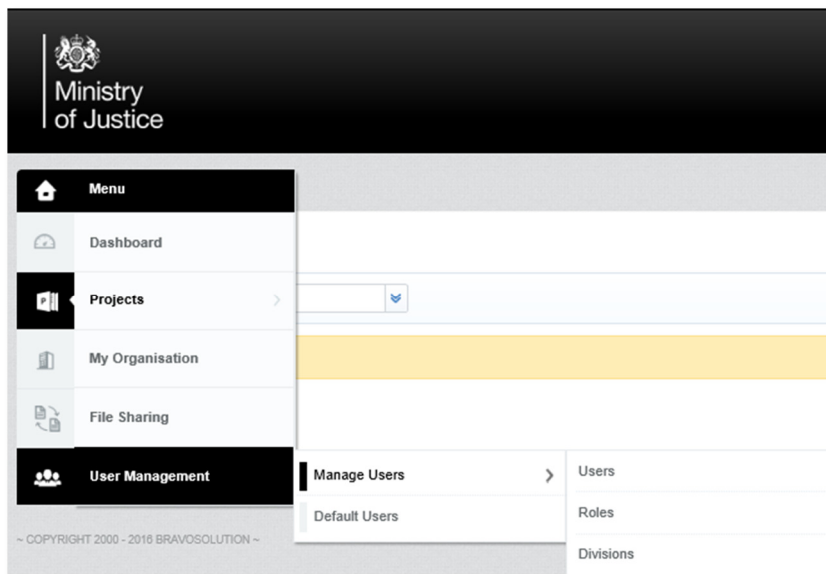 Ministry
of Justice
Menu
Dashboard
P
Projects
My Organisation
File Sharing
User Management
Manage Users
Users
Default Users
Roles
Divisions
~ COPYRIGHT 2000 - 2016 BRAVOSOLUTION ~